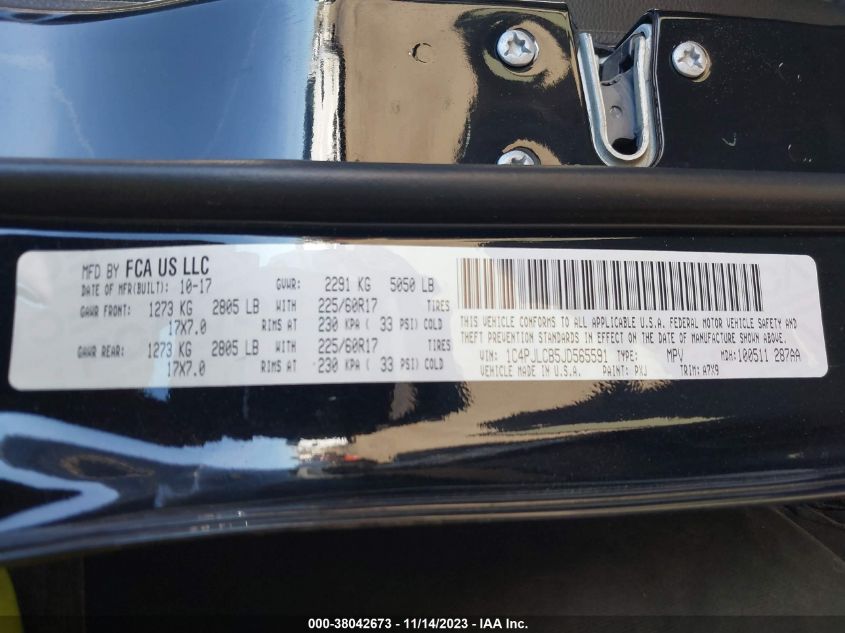 MFD BY FCA US LLC
DATE OF MFR(BUILT): 10-17 GVWR: 2291 KG 5050 LB
GAWR FRONT: 1273 KG 2805 LB WITH 225/60R17 TIRES
17X7.0 RIMS AT 230 KPA ( 33 PSI) COLD
GAWR REAR: 1273 KG 2805 LB WITH 225/60R17 TIRES
17X7.0 RIMS AT 230 KPA ( 33 PSI) COLD
THIS VEHICLE CONFORMS TO ALL APPLICABLE U.S.A. FEDERAL MOTOR VEHICLE SAFETY AND
THEFT PREVENTION STANDARDS IN EFFECT ON THE DATE OF MANUFACTURE SHOWN ABOVE.
VIN: 1C4PJLCB5JD565591 TYPE: MPV MDH: 100511 287AA
VEHICLE MADE IN U.S.A. PAINT: PXJ TRIM: A7Y9
000-38042673 - 11/14/2023 - IAA Inc.